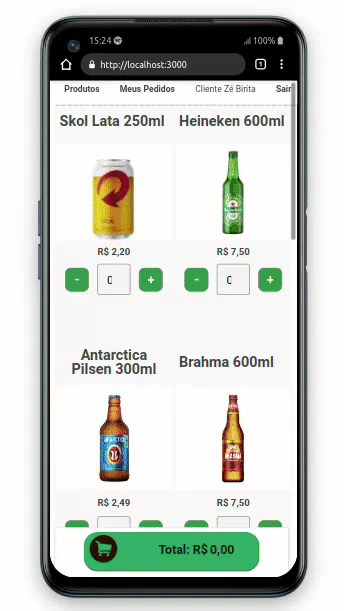 15:24
100%
http://localhost:3000
1
Produtos Meus Pedidos Cliente Zé Birita Sair
Skol Lata 250ml Heineken 600ml
R$ 2,20 R$ 7,50
- 0 + - 0 +
Antarctica
Pilsen 300ml
Brahma 600ml
R$ 2,49 R$ 7,50
Total: R$ 0,00